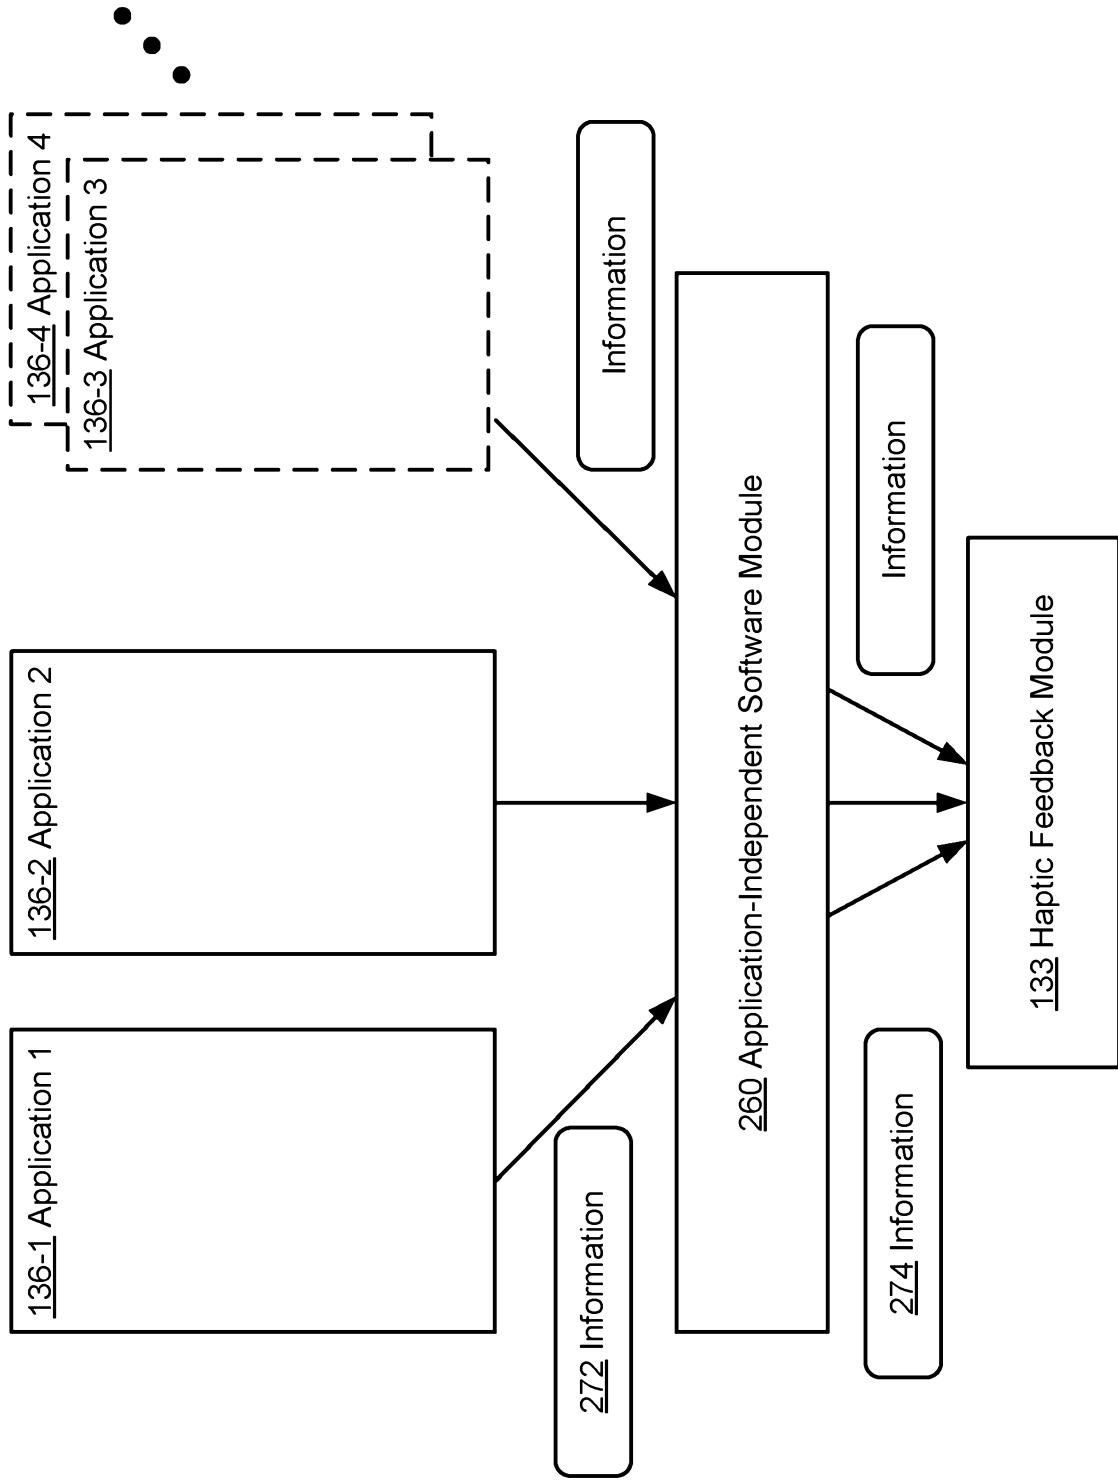 136-1 Application 1
136-2 Application 2
136-4 Application 4
136-3 Application 3
272 Information
Information
260 Application-Independent Software Module
274 Information
Information
133 Haptic Feedback Module